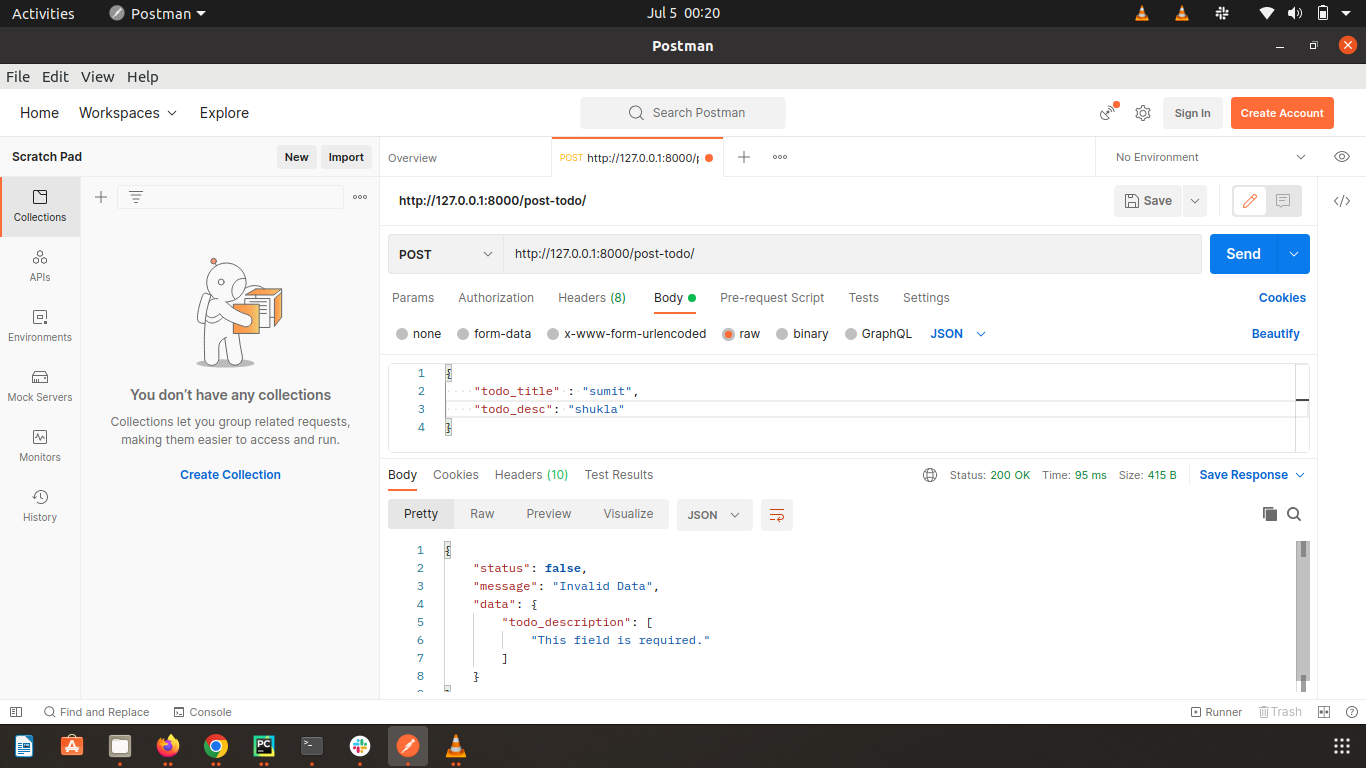 Activities Postman Jul 5 00:20
Postman
File Edit View Help
Home Workspaces Explore Search Postman Sign In Create Account
Scratch Pad New Import Overview POST http://127.0.0.1:8000/p No Environment
http://127.0.0.1:8000/post-todo/ Save
Collections
POST http://127.0.0.1:8000/post-todo/ Send
APIs
Params Authorization Headers (8) Body Pre-request Script Tests Settings Cookies
Environments
none form-data x-www-form-urlencoded raw binary GraphQL JSON Beautify
Mock Servers
Monitors
History
You don't have any collections
Collections let you group related requests,
making them easier to access and run.
Create Collection
1 {
2 "todo_title" : "sumit",
3 "todo_desc": "shukla"
4 }
Body Cookies Headers (10) Test Results Status: 200 OK Time: 95 ms Size: 415 B Save Response
Pretty Raw Preview Visualize JSON
1 {
2 "status": false,
3 "message": "Invalid Data",
4 "data": {
5 "todo_description": [
6 "This field is required."
7 ]
8 }
Find and Replace Console Runner Trash